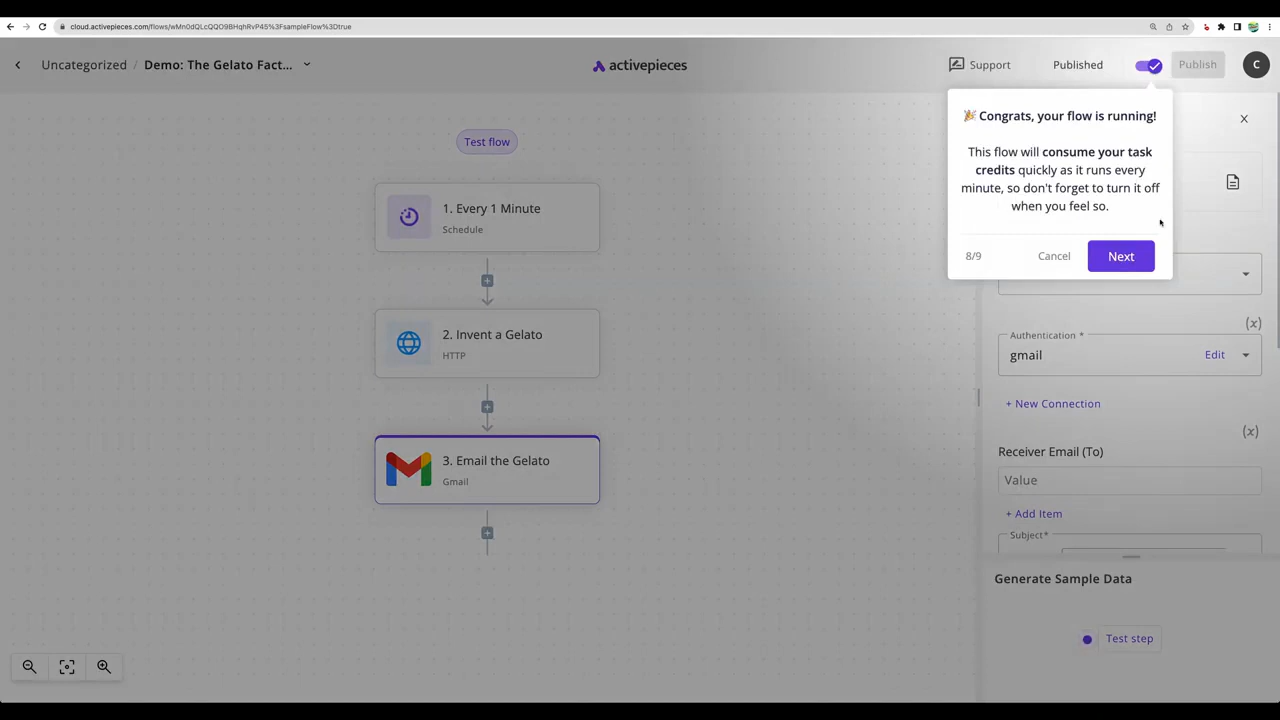 cloud.activepieces.com/flows/wMn0dQLcQQO9BHqhRvP45%3FsampleFlow%3Dtrue
Uncategorized / Demo: The Gelato Fact...
activepieces
Support
Published
Publish
C
Test flow
🎉 Congrats, your flow is running!
This flow will consume your task
credits quickly as it runs every
minute, so don't forget to turn it off
when you feel so.
8/9
Cancel
Next
1. Every 1 Minute
Schedule
2. Invent a Gelato
HTTP
3. Email the Gelato
Gmail
(x)
Authentication *
gmail
Edit
+ New Connection
(x)
Receiver Email (To)
Value
+ Add Item
Subject*
Generate Sample Data
Test step